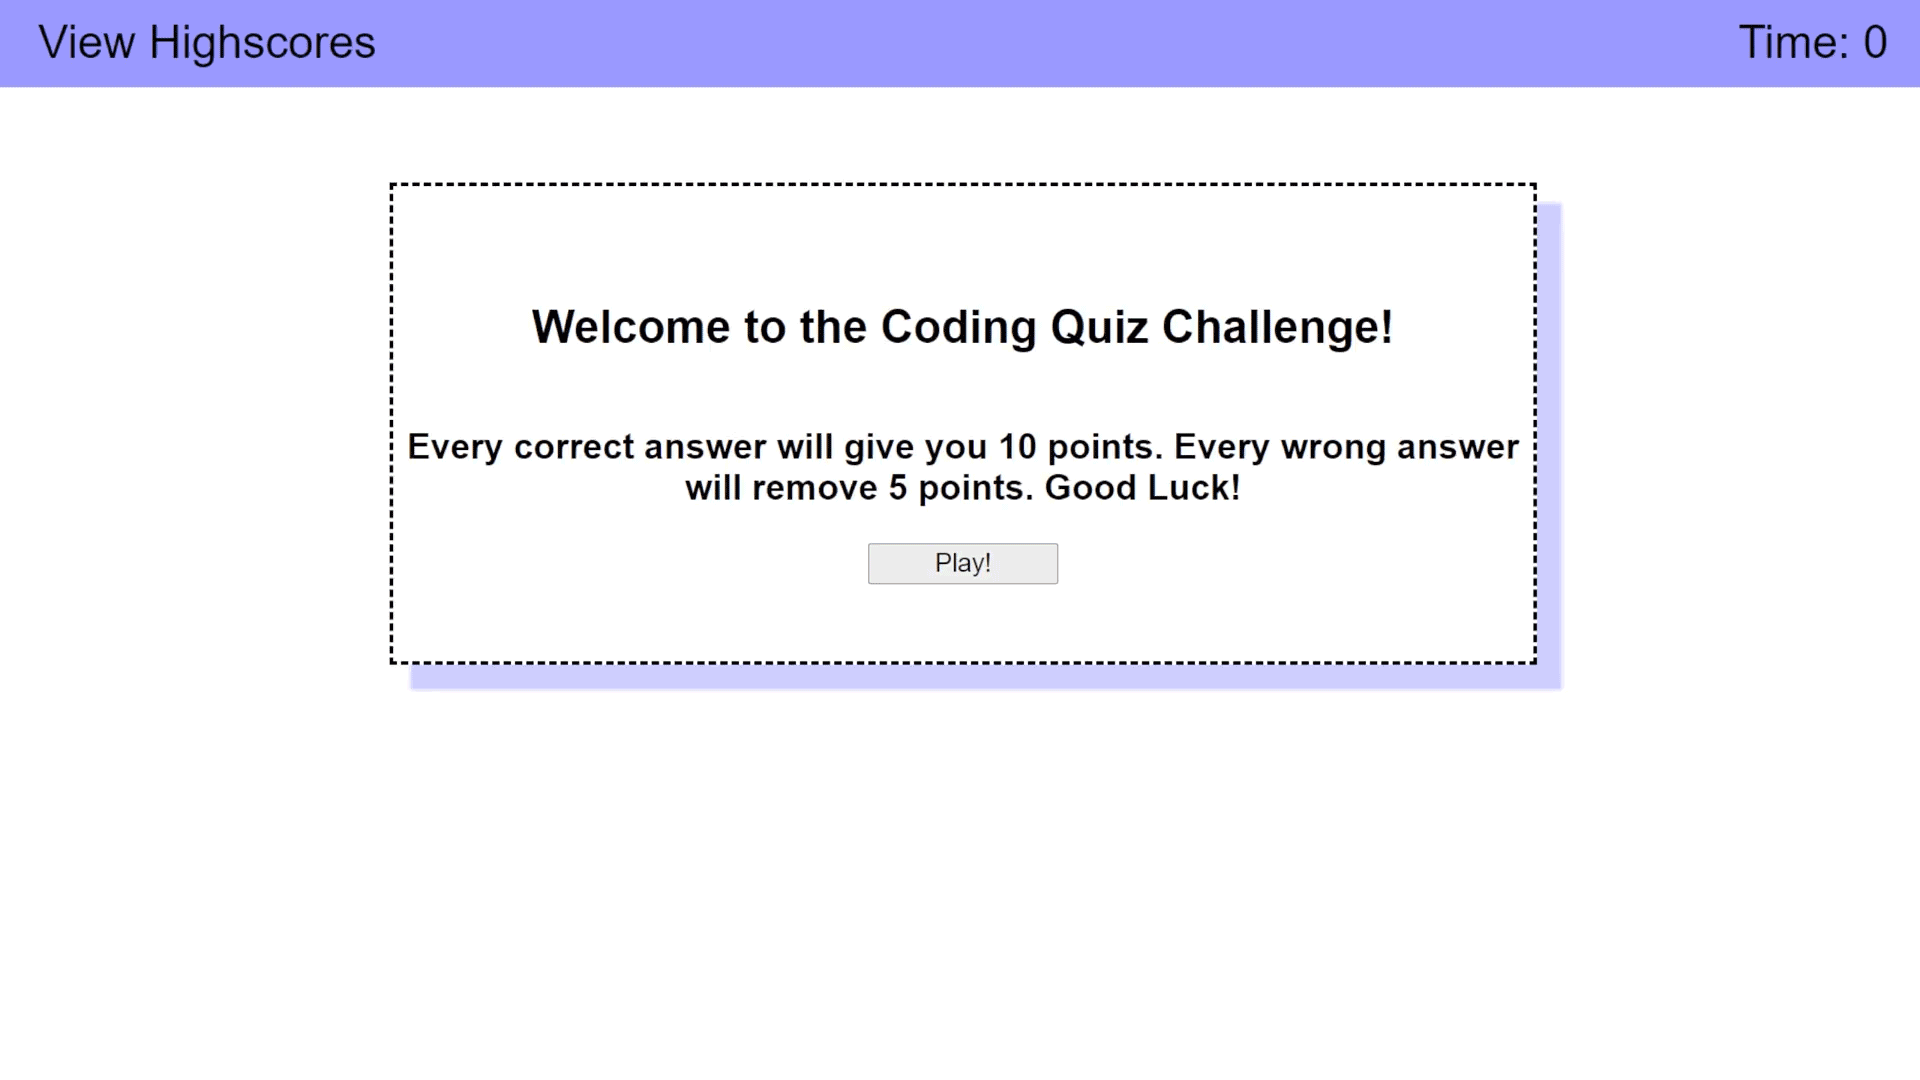 View Highscores
Time: 0
Welcome to the Coding Quiz Challenge!
Every correct answer will give you 10 points. Every wrong answer
will remove 5 points. Good Luck!
Play!